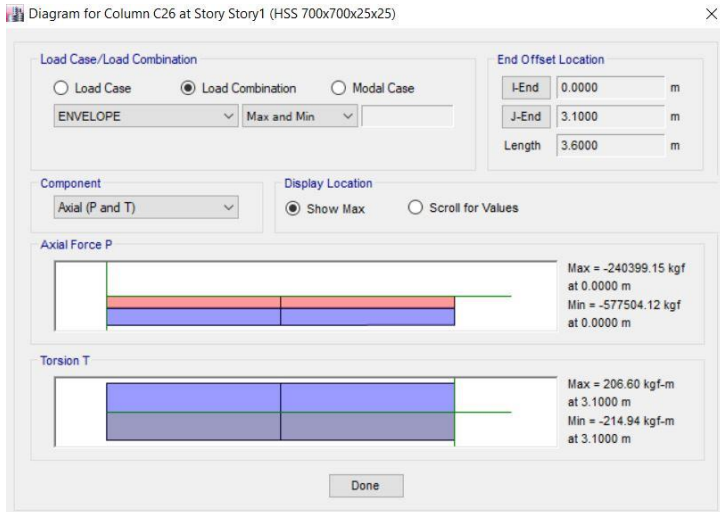 Diagram for Column C26 at Story Story1 (HSS 700x700x25x25)
Load Case/Load Combination
Load Case Load Combination Modal Case
ENVELOPE Max and Min
End Offset Location
I-End 0.0000 m
J-End 3.1000 m
Length 3.6000 m
Component
Axial (P and T)
Display Location
Show Max Scroll for Values
Axial Force P
Max = -240399.15 kgf
at 0.0000 m
Min = -577504.12 kgf
at 0.0000 m
Torsion T
Max = 206.60 kgf-m
at 3.1000 m
Min = -214.94 kgf-m
at 3.1000 m
Done